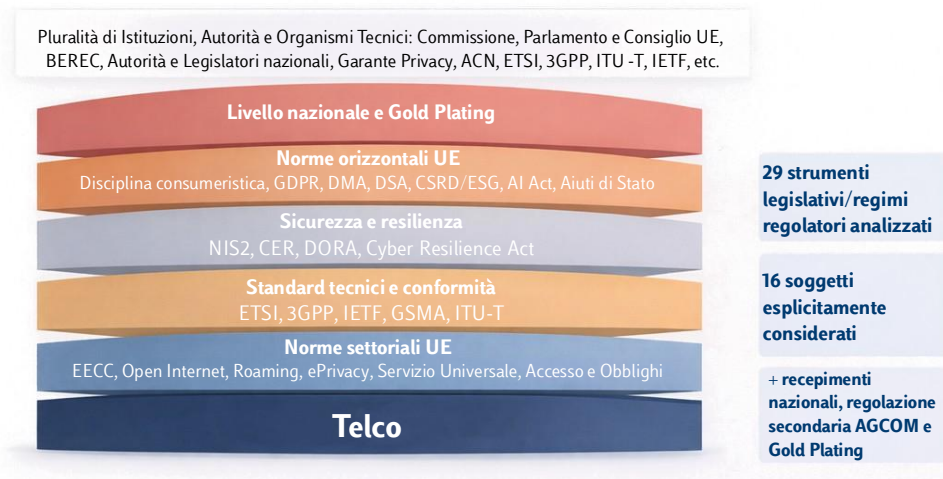 Pluralità di Istituzioni, Autorità e Organismi Tecnici: Commissione, Parlamento e Consiglio UE,
BEREC, Autorità e Legislatori nazionali, Garante Privacy, ACN, ETSI, 3GPP, ITU -T, IETF, etc.
Livello nazionale e Gold Plating
Norme orizzontali UE
Disciplina consumeristica, GDPR, DMA, DSA, CSRD/ESG, AI Act, Aiuti di Stato
Sicurezza e resilienza
NIS2, CER, DORA, Cyber Resilience Act
Standard tecnici e conformità
ETSI, 3GPP, IETF, GSMA, ITU-T
Norme settoriali UE
EECC, Open Internet, Roaming, ePrivacy, Servizio Universale, Accesso e Obblighi
Telco
29 strumenti
legislativi/regimi
regolatori analizzati
16 soggetti
esplicitamente
considerati
+ recepimenti
nazionali, regolazione
secondaria AGCOM e
Gold Plating